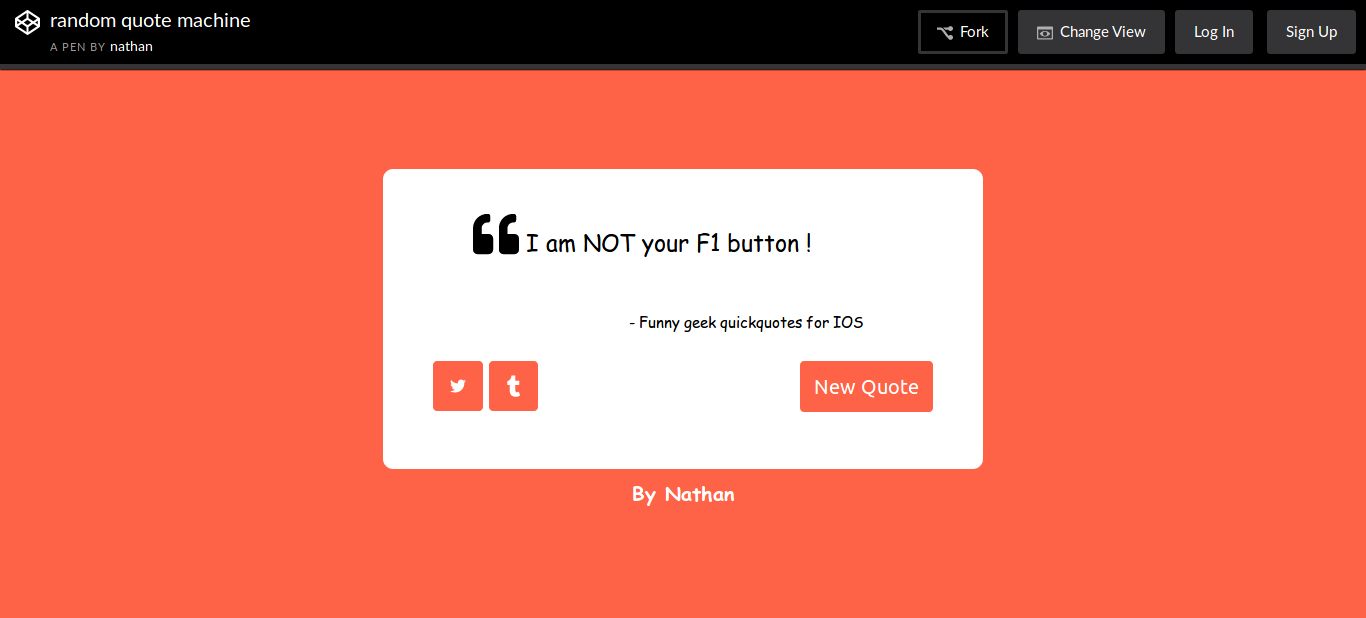 random quote machine
A PEN BY nathan
Fork
Change View
Log In
Sign Up
I am NOT your F1 button !
- Funny geek quickquotes for IOS
New Quote
By Nathan